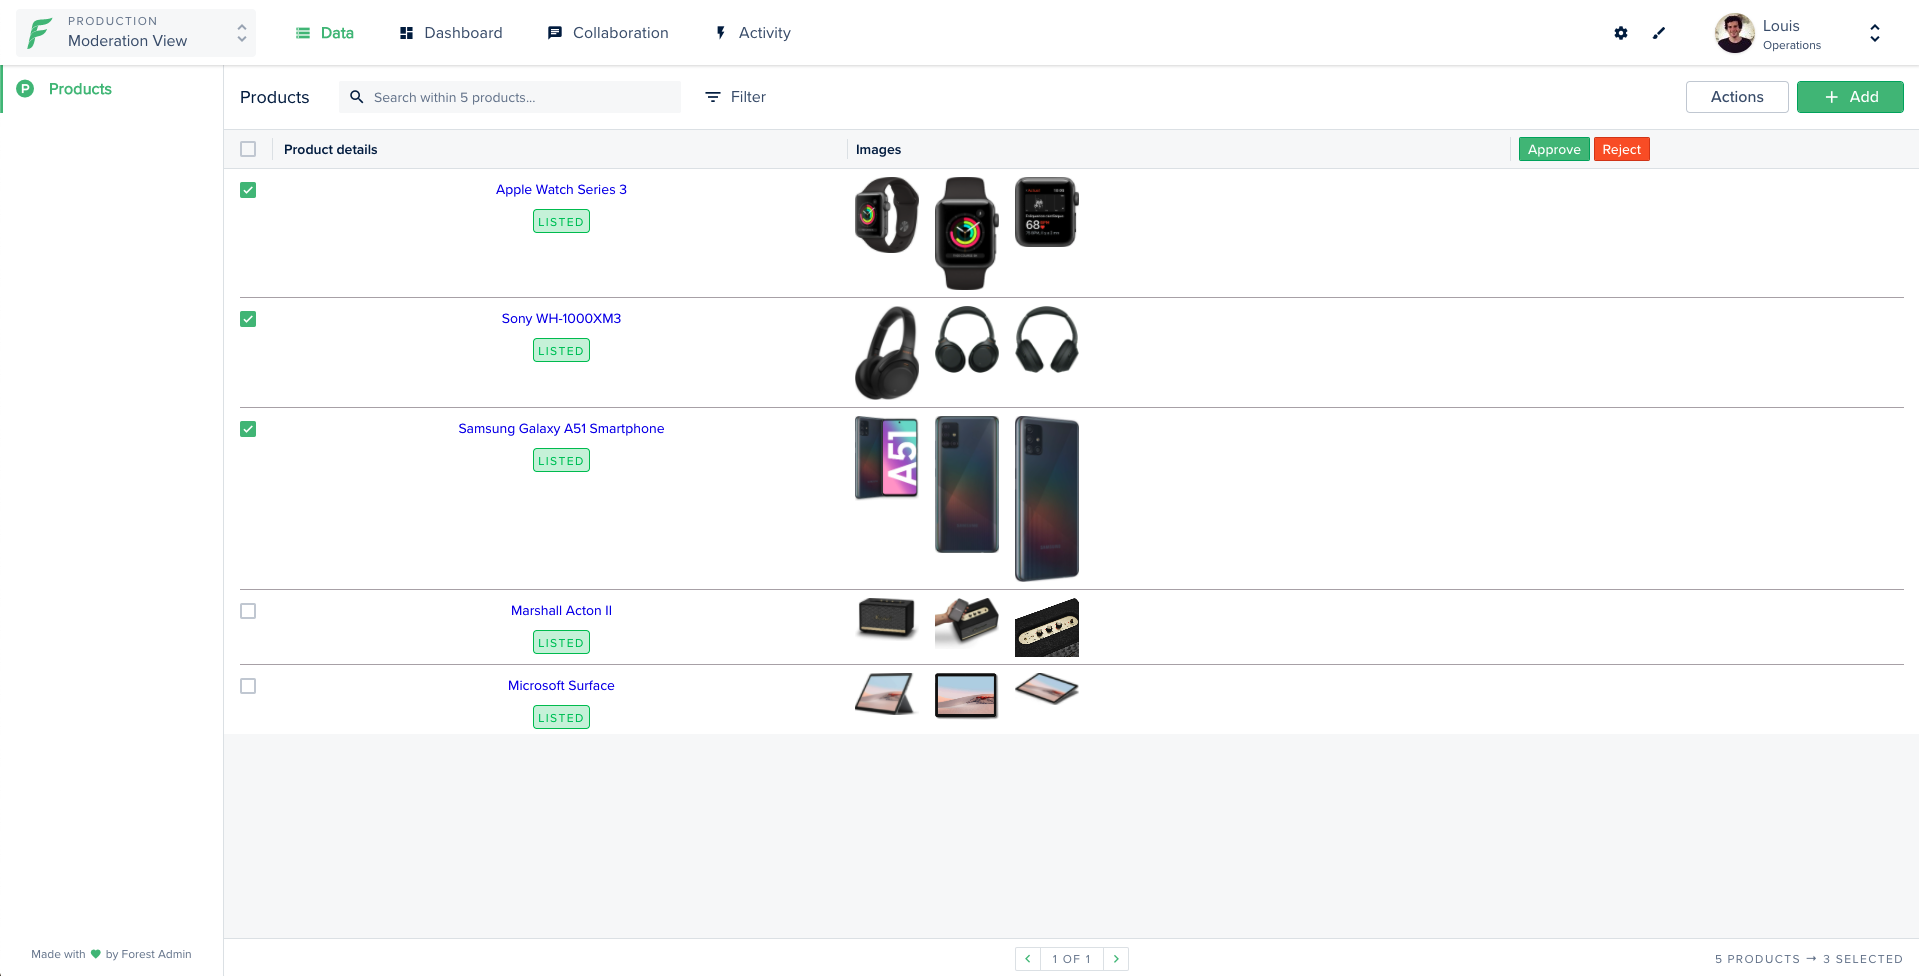 PRODUCTION
Moderation View
Data
Dashboard
Collaboration
Activity
Louis
Operations
P
Products
Products
Search within 5 products...
Filter
Actions
+ Add
Product details
Images
Approve
Reject
Apple Watch Series 3
LISTED
68
Sony WH-1000XM3
LISTED
Samsung Galaxy A51 Smartphone
LISTED
A51
Marshall Acton II
LISTED
Microsoft Surface
LISTED
Made with ♥ by Forest Admin
1 OF 1
5 PRODUCTS → 3 SELECTED